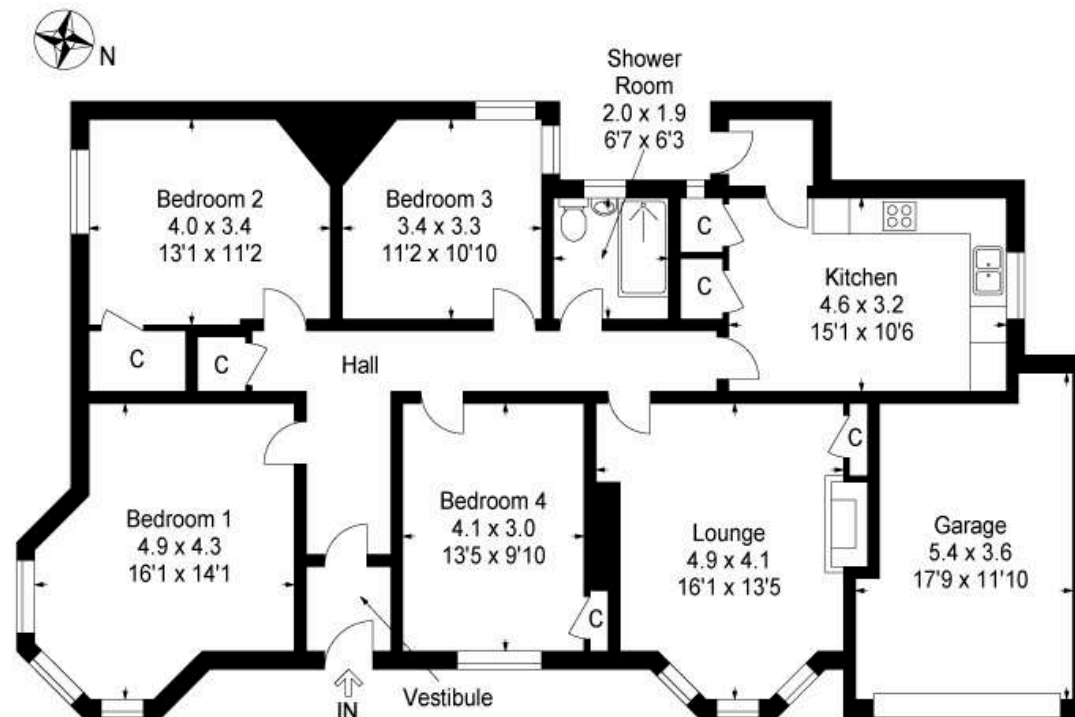 N
Shower
Room
2.0 x 1.9
6'7 x 6'3
Bedroom 2
4.0 x 3.4
13'1 x 11'2
Bedroom 3
3.4 x 3.3
11'2 x 10'10
C
C
Kitchen
4.6 x 3.2
15'1 x 10'6
C
C
Hall
Bedroom 1
4.9 x 4.3
16'1 x 14'1
Bedroom 4
4.1 x 3.0
13'5 x 9'10
C
Lounge
4.9 x 4.1
16'1 x 13'5
C
Garage
5.4 x 3.6
17'9 x 11'10
Vestibule
IN